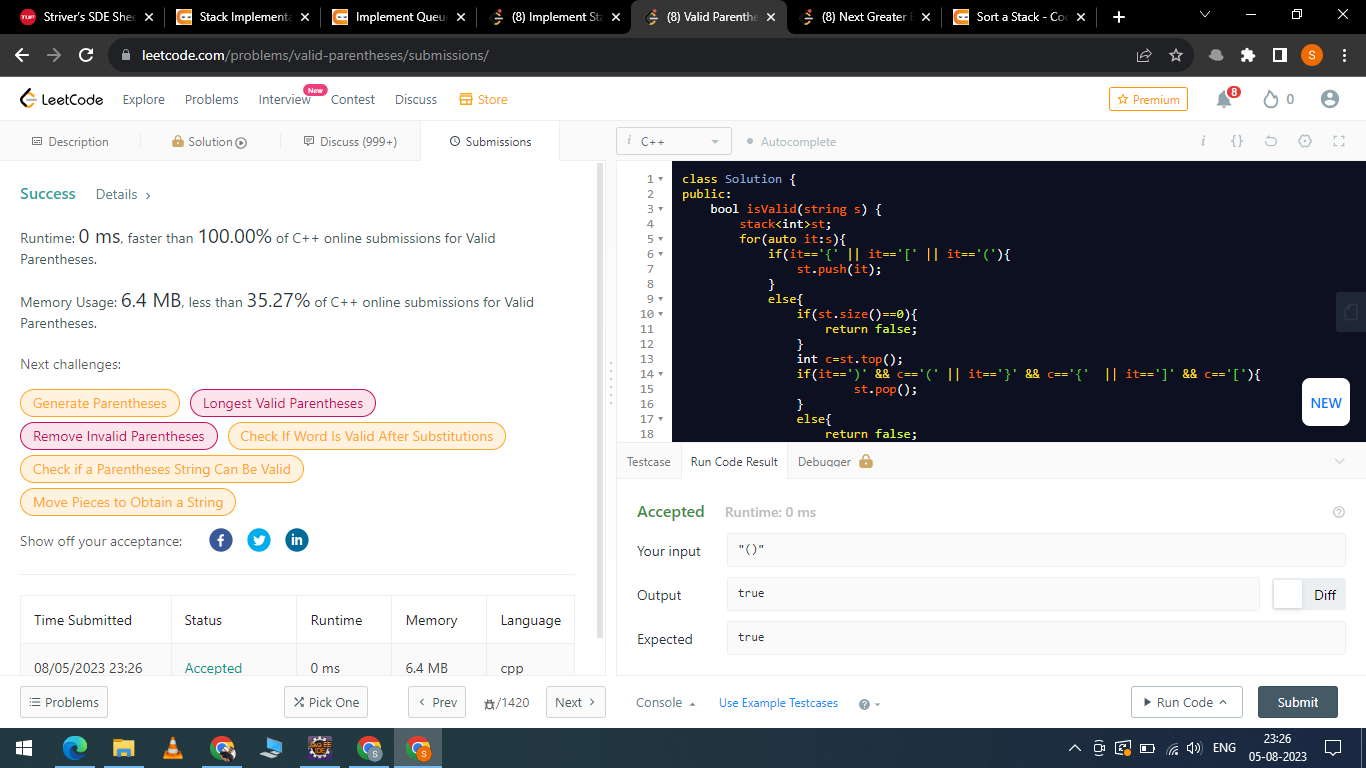 Striver's SDE Shee
Stack Implementa
Implement Queu
(8) Implement Sta
(8) Valid Parenthe
(8) Next Greater E
Sort a Stack - Co
leetcode.com/problems/valid-parentheses/submissions/
S
LeetCode
Explore
Problems
Interview
New
Contest
Discuss
Store
Premium
8
0
Description
Solution
Discuss (999+)
Submissions
i C++
Autocomplete
i {}
Success
Details >
Runtime: 0 ms, faster than 100.00% of C++ online submissions for Valid
Parentheses.
Memory Usage: 6.4 MB, less than 35.27% of C++ online submissions for Valid
Parentheses.
Next challenges:
Generate Parentheses
Longest Valid Parentheses
Remove Invalid Parentheses
Check If Word Is Valid After Substitutions
Check if a Parentheses String Can Be Valid
Move Pieces to Obtain a String
Show off your acceptance:
Time Submitted Status Runtime Memory Language
08/05/2023 23:26 Accepted 0 ms 6.4 MB cpp
1 class Solution {
2 public:
3 bool isValid(string s) {
4 stack<int>st;
5 for(auto it:s){
6 if(it=='{' || it=='[' || it=='('){
7 st.push(it);
8 }
9 else{
10 if(st.size()==0){
11 return false;
12 }
13 int c=st.top();
14 if(it==')' && c=='(' || it=='}' && c=='{'  || it==']' && c=='['){
15 st.pop();
16 }
17 else{
18 return false;
NEW
Testcase
Run Code Result
Debugger
Accepted
Runtime: 0 ms
Your input
"()"
Output
true
Diff
Expected
true
Problems
Pick One
< Prev
/1420
Next >
Console
Use Example Testcases
Run Code
Submit
ENG
23:26
05-08-2023